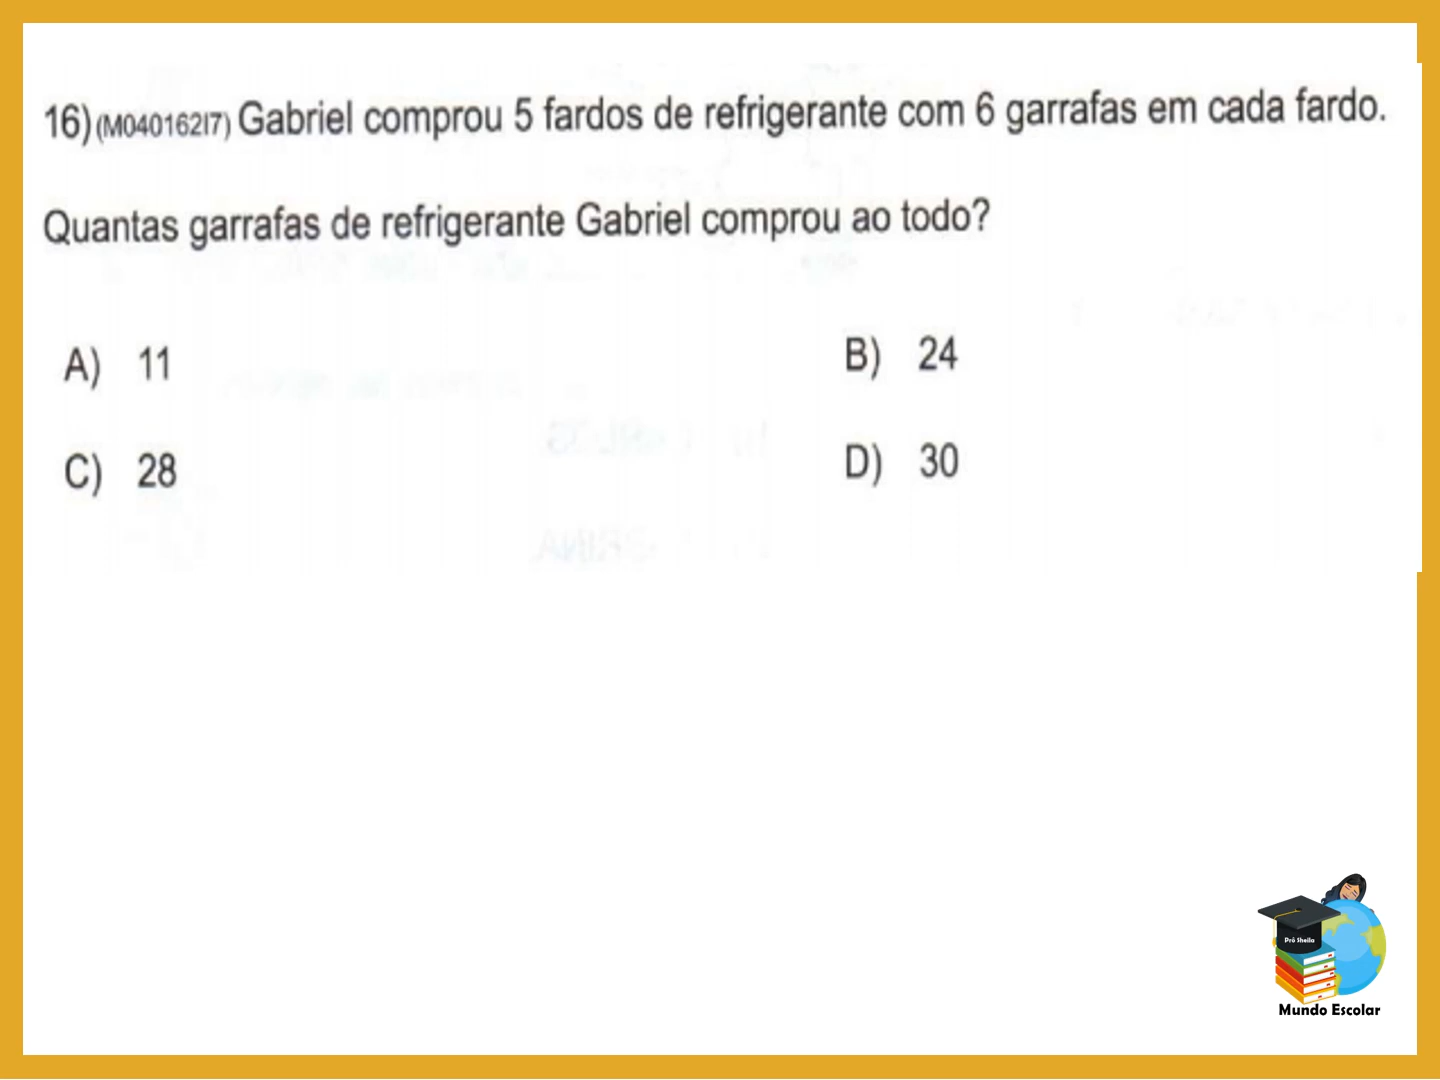 16) (M040162I7) Gabriel comprou 5 fardos de refrigerante com 6 garrafas em cada fardo.
Quantas garrafas de refrigerante Gabriel comprou ao todo?
A) 11
B) 24
C) 28
D) 30
Prô Sheila
Mundo Escolar